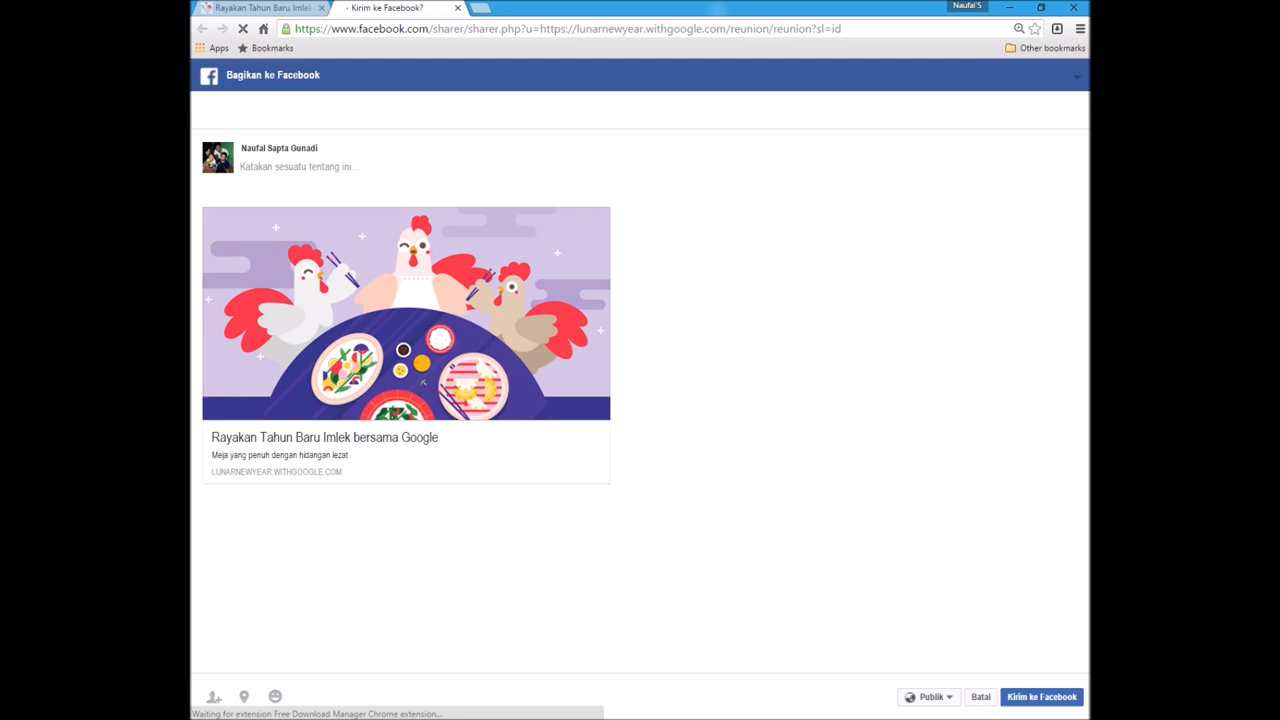 Rayakan Tahun Baru Imlek
Kirim ke Facebook?
Naufal'S
https://www.facebook.com/sharer/sharer.php?u=https://lunarnewyear.withgoogle.com/reunion/reunion?sl=id
Apps
Bookmarks
Other bookmarks
Bagikan ke Facebook
Naufal Sapta Gunadi
Katakan sesuatu tentang ini...
Rayakan Tahun Baru Imlek bersama Google
Meja yang penuh dengan hidangan lezat
LUNARNEWYEAR.WITHGOOGLE.COM
Publik
Batal
Kirim ke Facebook
Waiting for extension Free Download Manager Chrome extension...